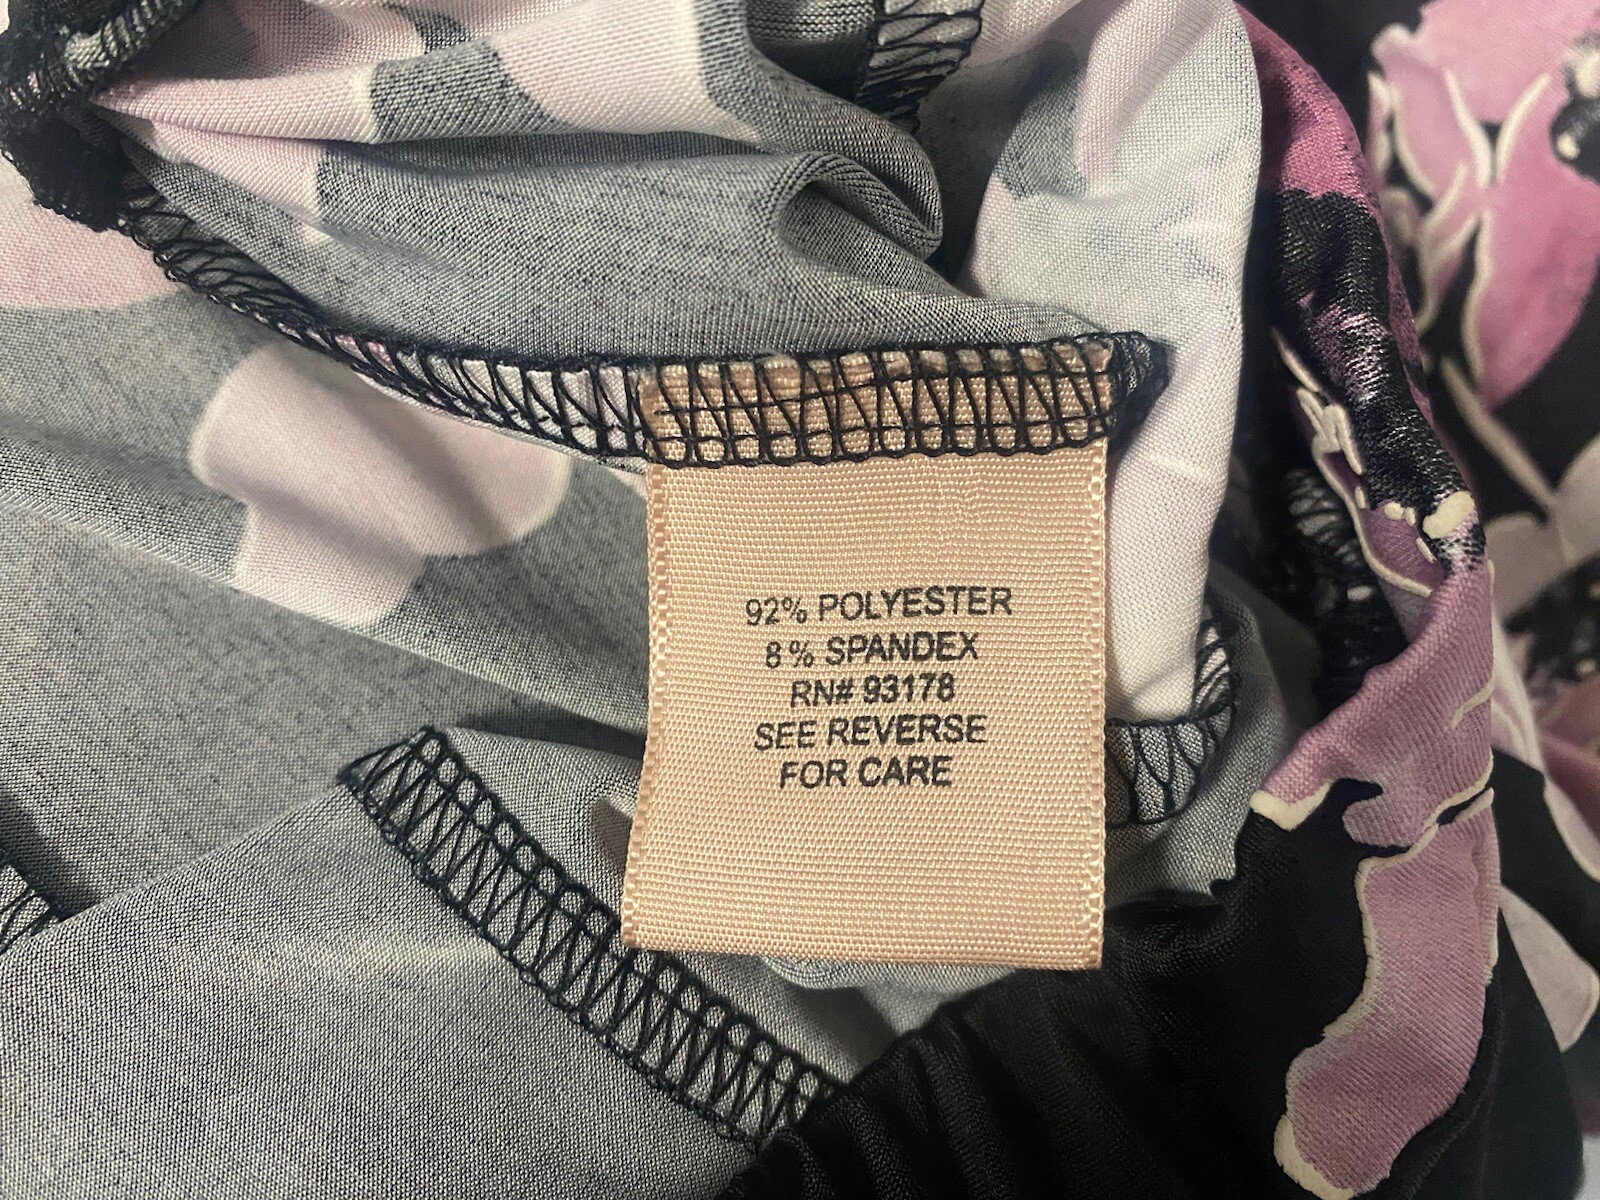 92% POLYESTER
8% SPANDEX
RN# 93178
SEE REVERSE
FOR CARE